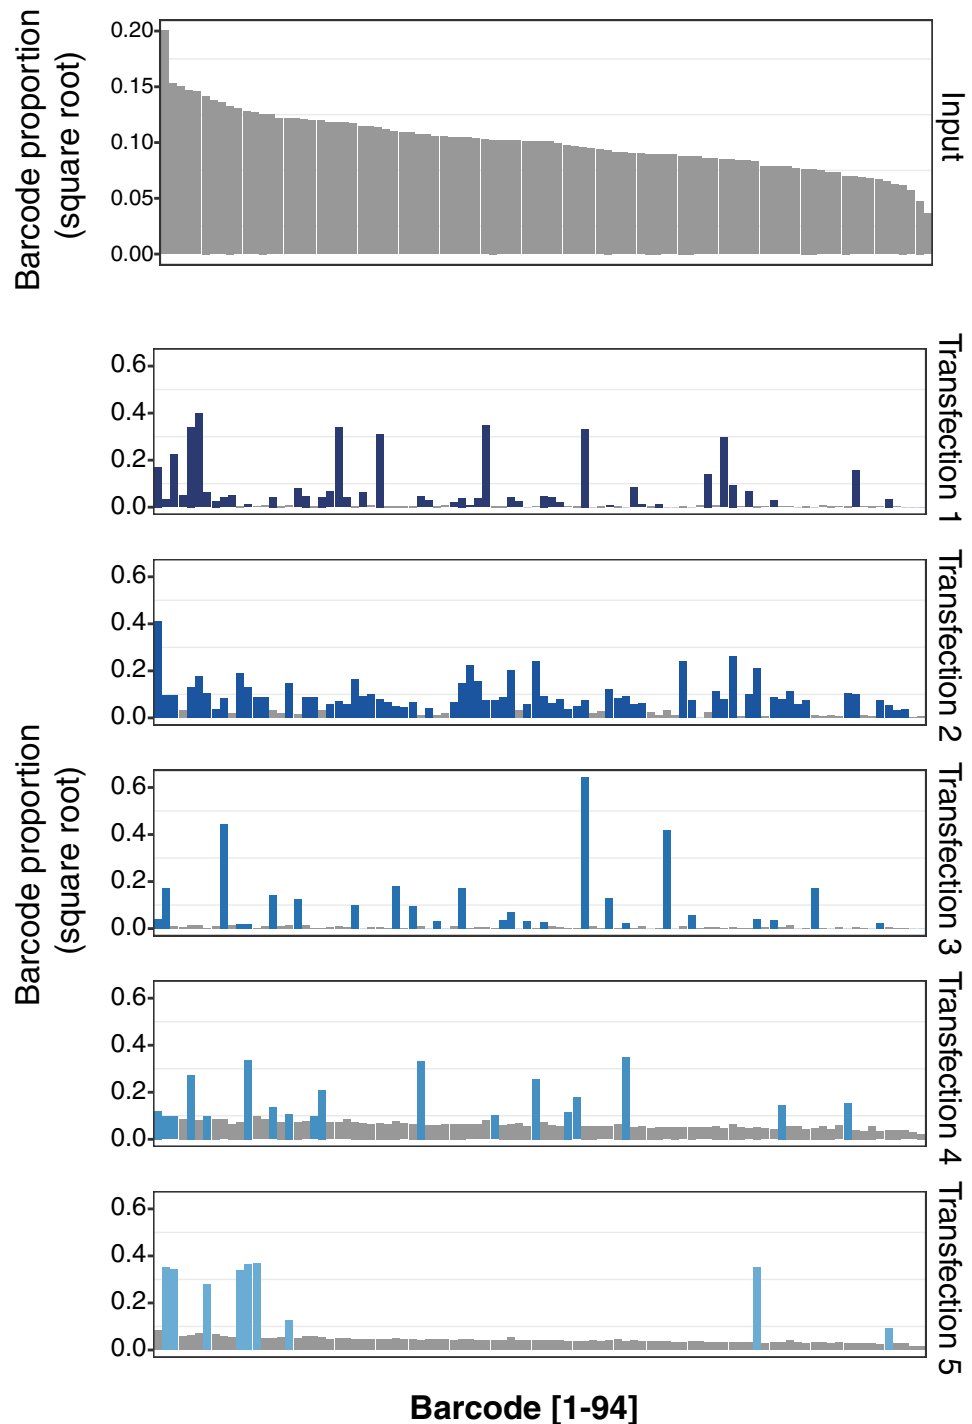 Barcode proportion
(square root)
0.20
0.15
0.10
0.05
0.00
Input
0.6
0.4
0.2
0.0
Transfection 1
0.6
0.4
0.2
0.0
Transfection 2
Barcode proportion
(square root)
0.6
0.4
0.2
0.0
Transfection 3
0.6
0.4
0.2
0.0
Transfection 4
0.6
0.4
0.2
0.0
Transfection 5
Barcode [1-94]